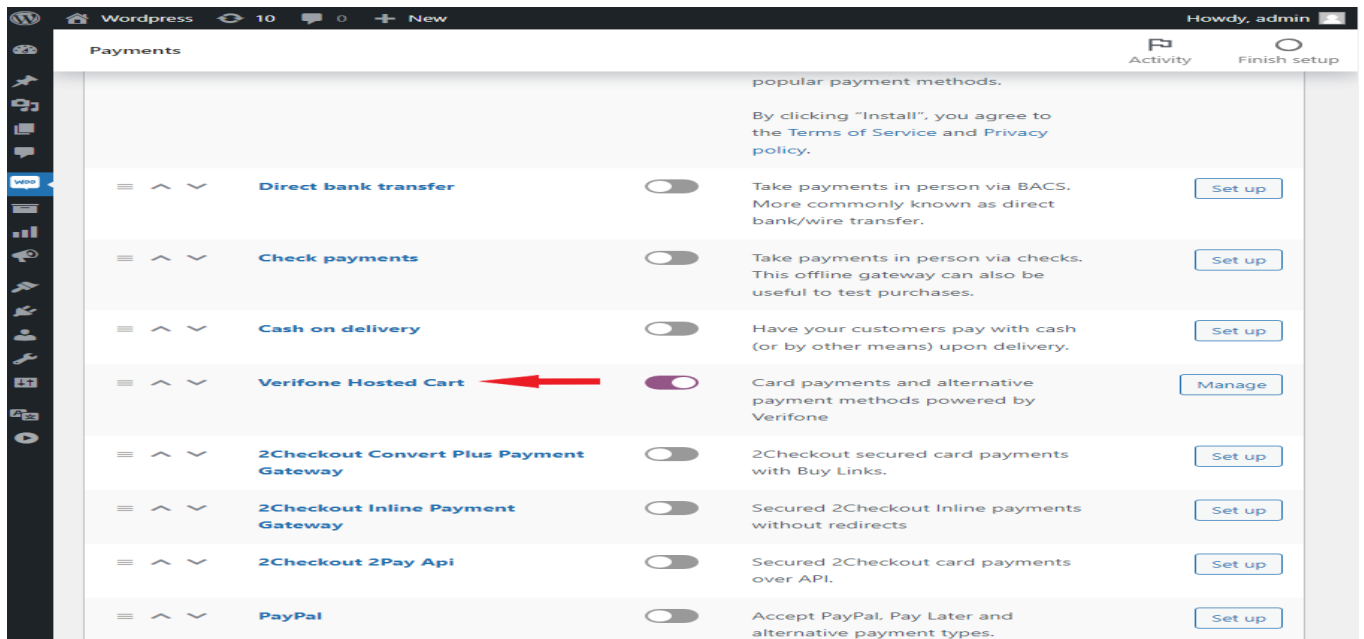 Wordpress 10 0 New Howdy, admin
Payments
Activity Finish setup
popular payment methods.
By clicking “Install”, you agree to
the Terms of Service and Privacy
policy.
Woo
Direct bank transfer
Take payments in person via BACS.
More commonly known as direct
bank/wire transfer.
Set up
Check payments
Take payments in person via checks.
This offline gateway can also be
useful to test purchases.
Set up
Cash on delivery
Have your customers pay with cash
(or by other means) upon delivery.
Set up
Verifone Hosted Cart
Card payments and alternative
payment methods powered by
Verifone
Manage
2Checkout Convert Plus Payment
Gateway
2Checkout secured card payments
with Buy Links.
Set up
2Checkout Inline Payment
Gateway
Secured 2Checkout Inline payments
without redirects
Set up
2Checkout 2Pay Api
Secured 2Checkout card payments
over API.
Set up
PayPal
Accept PayPal, Pay Later and
alternative payment types.
Set up